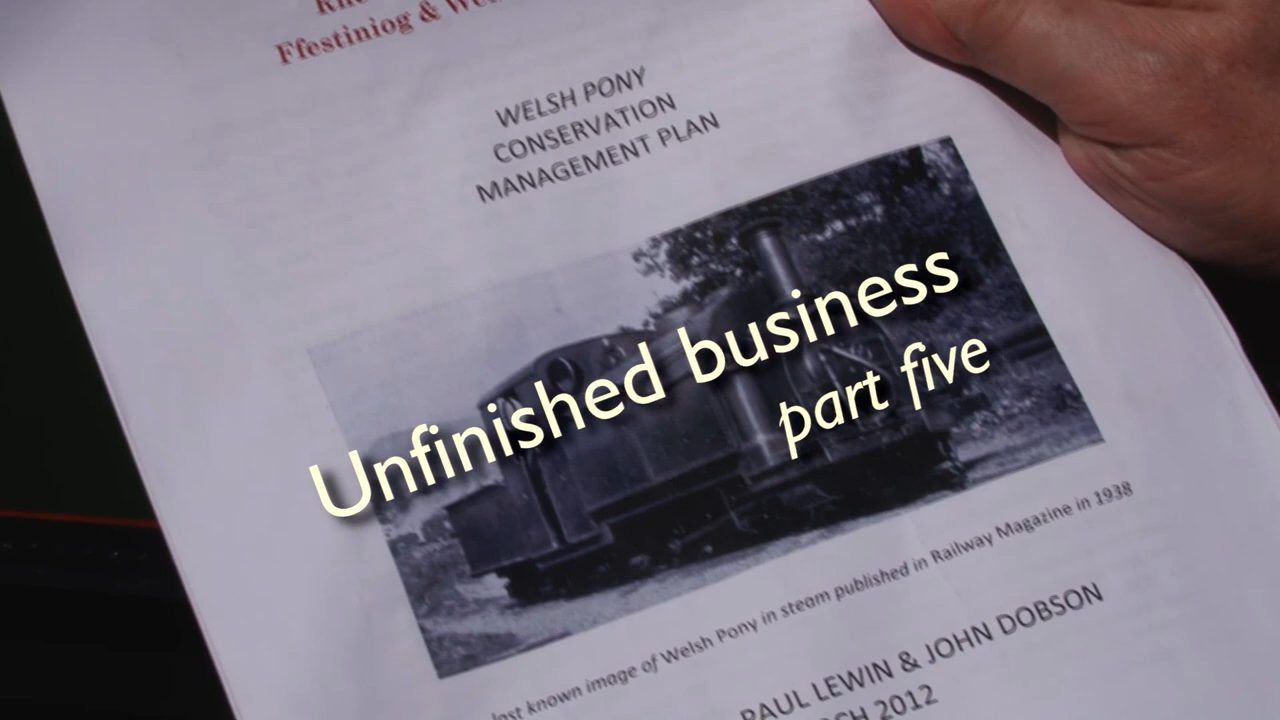 Ffestiniog &
WELSH PONY
CONSERVATION
MANAGEMENT PLAN
Unfinished business
part five
last known image of Welsh Pony in steam published in Railway Magazine in 1938
PAUL LEWIN & JOHN DOBSON
2012